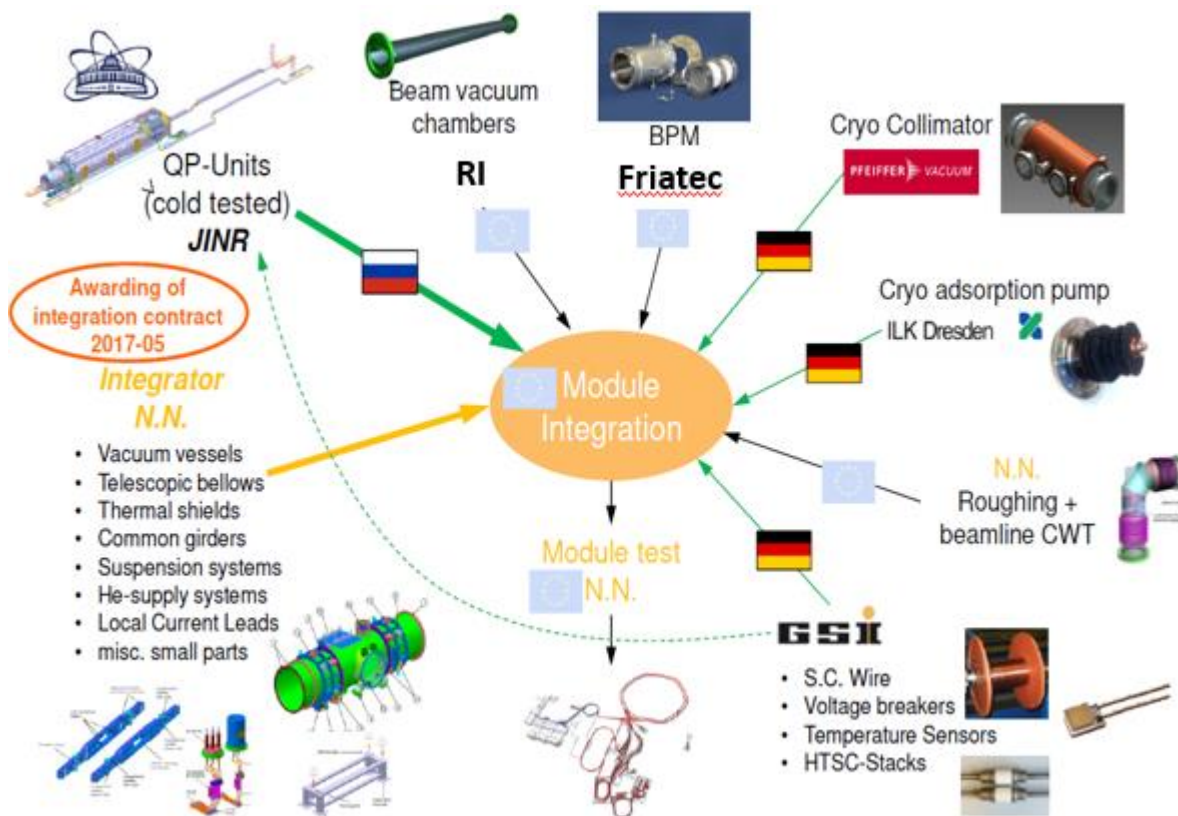 Beam vacuum
chambers
RI
BPM
Friatec
Cryo Collimator
PFEIFFER VACUUM
QP-Units
(cold tested)
JINR
Awarding of
integration contract
2017-05
Integrator
N.N.
• Vacuum vessels
• Telescopic bellows
• Thermal shields
• Common girders
• Suspension systems
• He-supply systems
• Local Current Leads
• misc. small parts
Module
Integration
Cryo adsorption pump
ILK Dresden
N.N.
Roughing +
beamline CWT
Module test
N.N.
GSI
• S.C. Wire
• Voltage breakers
• Temperature Sensors
• HTSC-Stacks